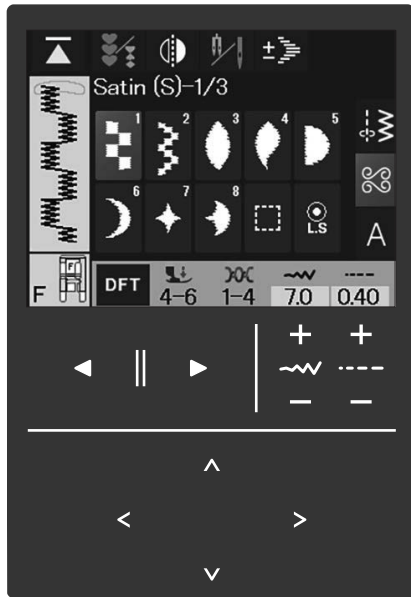 Satin (S)-1/3
1 2 3 4 5
6 7 8 L.S
A
F F DFT 4-6 1-4 7.0 0.40
+ +
− −